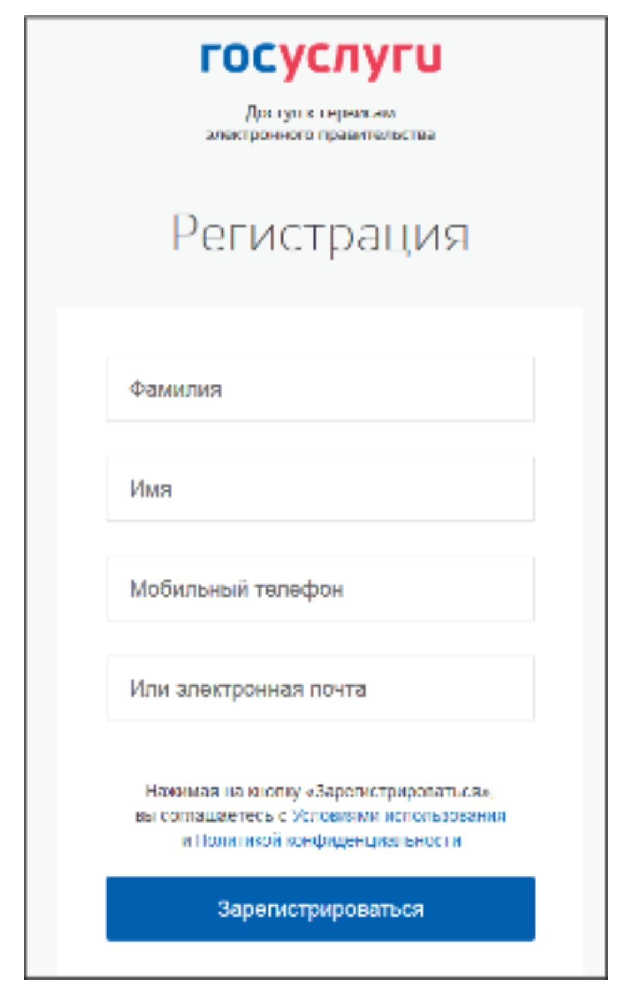 госуслуги
Доступ к сервисам
электронного правительства
Регистрация
Фамилия
Имя
Мобильный телефон
Или электронная почта
Нажимая на кнопку «Зарегистрироваться»,
вы соглашаетесь с Условиями использования
и Политикой конфиденциальности
Зарегистрироваться